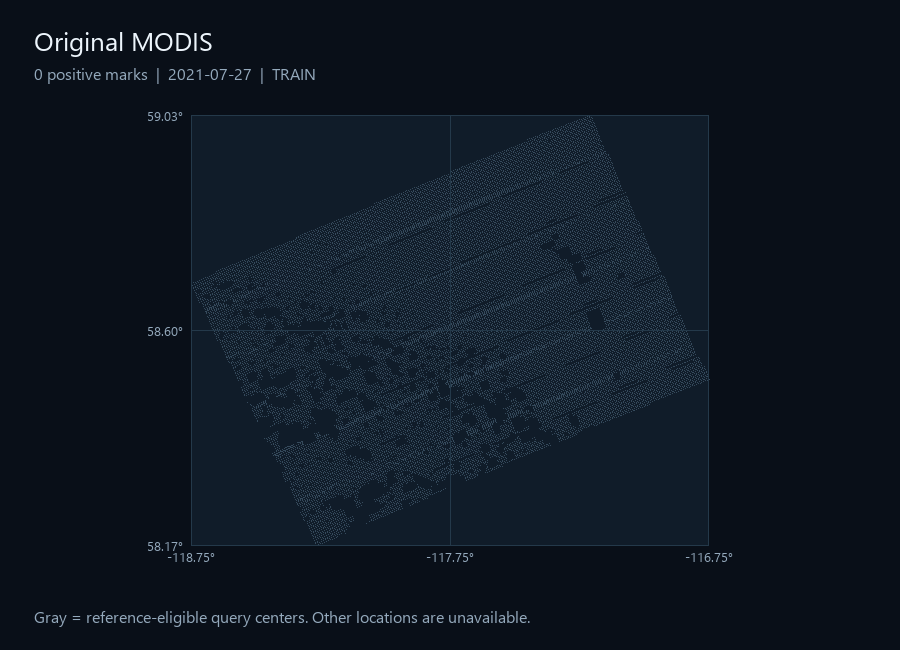 Original MODIS
0 positive marks | 2021-07-27 | TRAIN
59.03°
58.60°
58.17°
-118.75°
-117.75°
-116.75°
Gray = reference-eligible query centers. Other locations are unavailable.